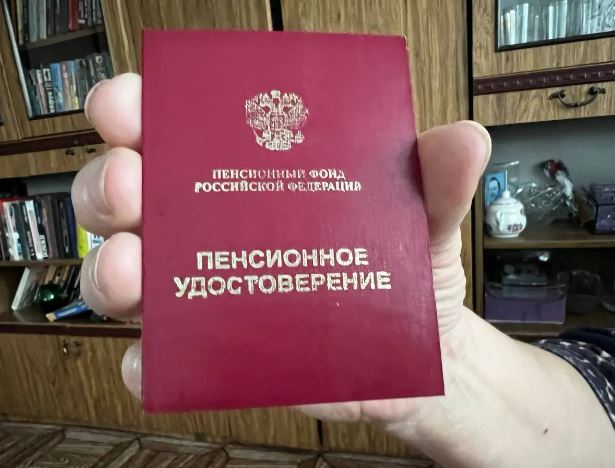 ПЕНСИОННЫЙ ФОНД
РОССИЙСКОЙ ФЕДЕРАЦИИ
ПЕНСИОННОЕ
УДОСТОВЕРЕНИЕ